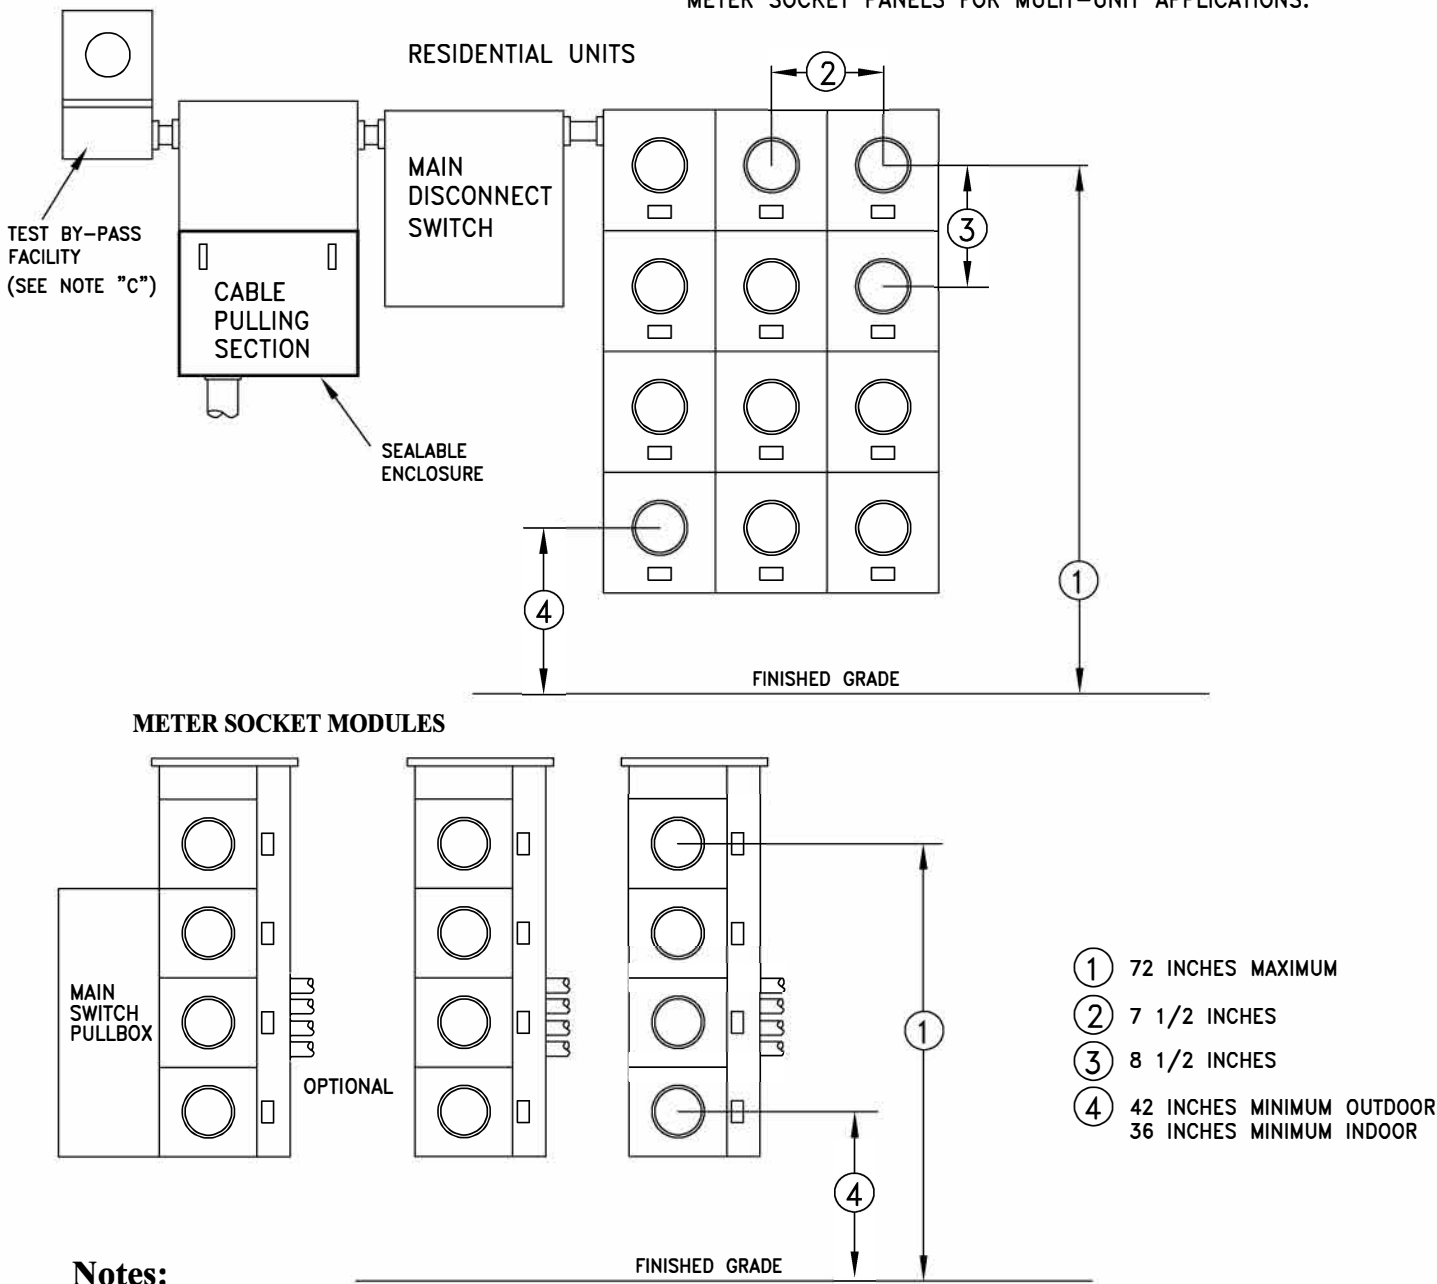 METER SOCKET PANELS FOR MULTI-UNIT APPLICATIONS.
RESIDENTIAL UNITS
2
MAIN
DISCONNECT
SWITCH
3
TEST BY-PASS
FACILITY
(SEE NOTE "C")
CABLE
PULLING
SECTION
SEALABLE
ENCLOSURE
1
4
FINISHED GRADE
METER SOCKET MODULES
MAIN
SWITCH
PULLBOX
OPTIONAL
1
4
1 72 INCHES MAXIMUM
2 7 1/2 INCHES
3 8 1/2 INCHES
4 42 INCHES MINIMUM OUTDOOR
36 INCHES MINIMUM INDOOR
FINISHED GRADE
Notes: